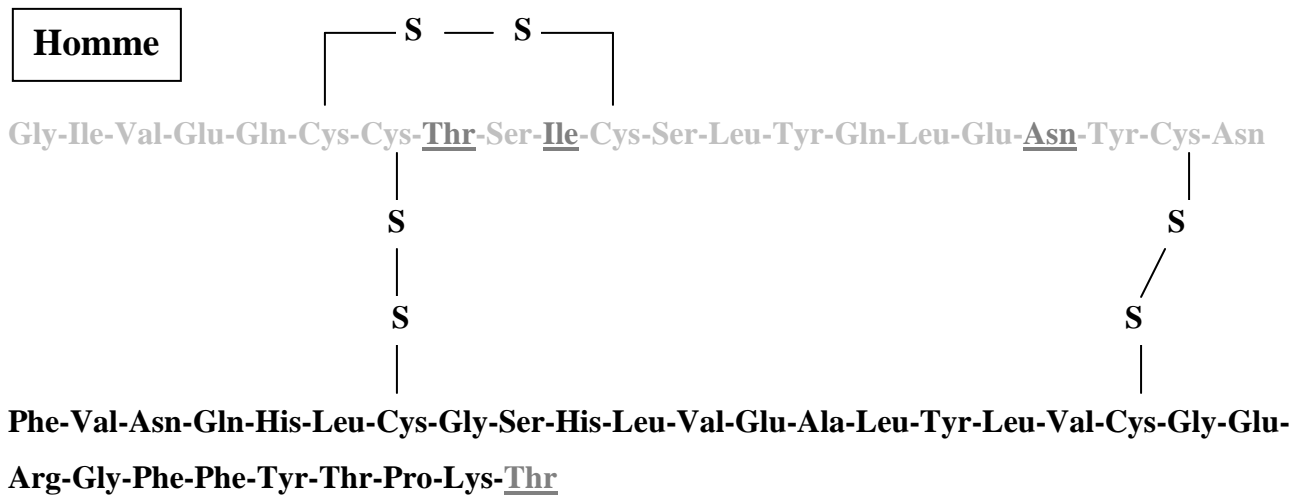 S S
Homme
Gly-Ile-Val-Glu-Gln-Cys-Cys-Thr-Ser-Ile-Cys-Ser-Leu-Tyr-Gln-Leu-Glu-Asn-Tyr-Cys-Asn
S S
S S
Phe-Val-Asn-Gln-His-Leu-Cys-Gly-Ser-His-Leu-Val-Glu-Ala-Leu-Tyr-Leu-Val-Cys-Gly-Glu-
Arg-Gly-Phe-Phe-Tyr-Thr-Pro-Lys-Thr